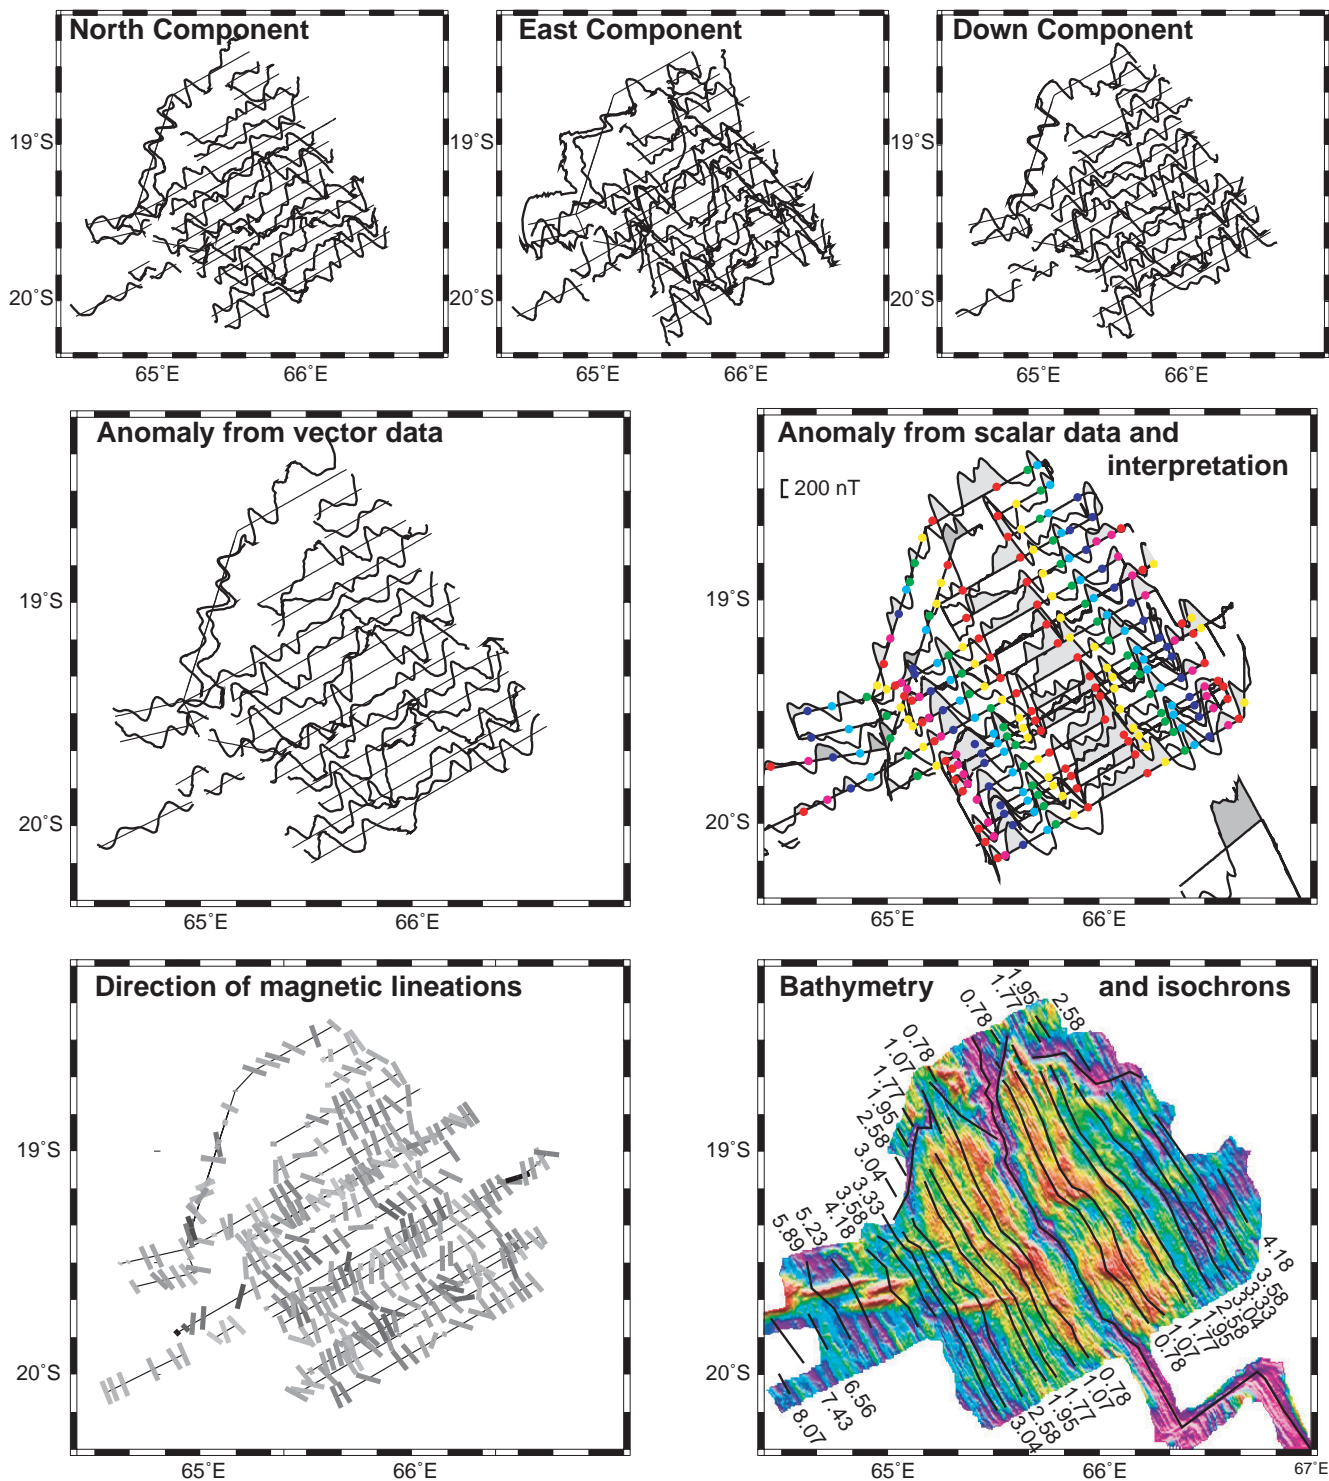 North Component
East Component
Down Component
19˚S
19˚S
19˚S
20˚S
20˚S
20˚S
65˚E 66˚E
65˚E 66˚E
65˚E 66˚E
Anomaly from vector data
Anomaly from scalar data and
interpretation
200 nT
19˚S
19˚S
20˚S
20˚S
65˚E 66˚E
65˚E 66˚E
Direction of magnetic lineations
Bathymetry and isochrons
0.78
1.77
1.95
2.58
0.78
1.07
1.77
1.95
2.58
3.04
3.33
3.58
4.18
5.23
5.89
19˚S
19˚S
4.18
3.58
3.33
3.04
2.58
1.95
1.77
1.07
0.78
20˚S
20˚S
0.78
1.07
1.77
1.95
2.58
3.04
6.56
7.43
8.07
65˚E 66˚E
65˚E 66˚E 67˚E